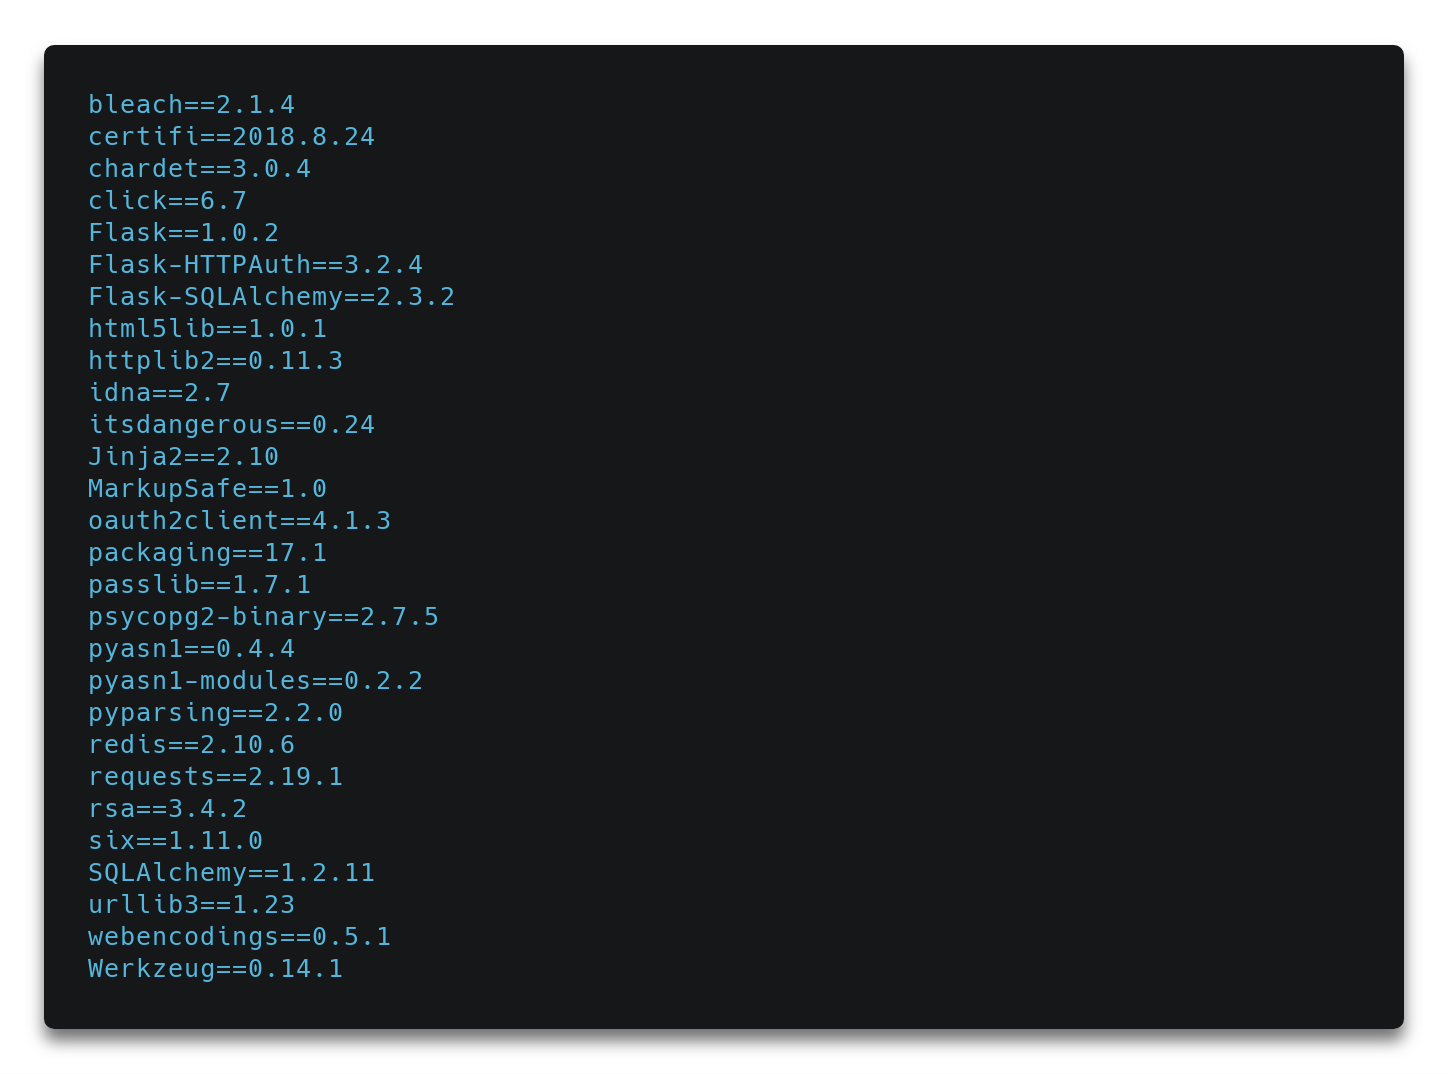 bleach==2.1.4
certifi==2018.8.24
chardet==3.0.4
click==6.7
Flask==1.0.2
Flask-HTTPAuth==3.2.4
Flask-SQLAlchemy==2.3.2
html5lib==1.0.1
httplib2==0.11.3
idna==2.7
itsdangerous==0.24
Jinja2==2.10
MarkupSafe==1.0
oauth2client==4.1.3
packaging==17.1
passlib==1.7.1
psycopg2-binary==2.7.5
pyasn1==0.4.4
pyasn1-modules==0.2.2
pyparsing==2.2.0
redis==2.10.6
requests==2.19.1
rsa==3.4.2
six==1.11.0
SQLAlchemy==1.2.11
urllib3==1.23
webencodings==0.5.1
Werkzeug==0.14.1